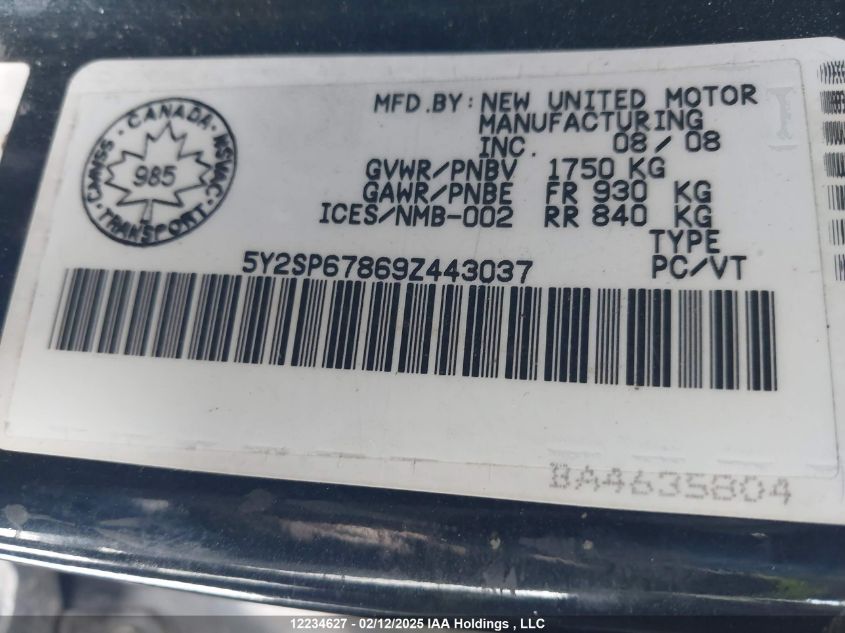 CANADA
CMVSS NSVAC
985
TRANSPORT
MFD.BY: NEW UNITED MOTOR
MANUFACTURING
INC. 08/08
GVWR/PNBV 1750 KG
GAWR/PNBE FR 930 KG
ICES/NMB-002 RR 840 KG
TYPE
5Y2SP67869Z443037 PC/VT
BA4635804
12234627 - 02/12/2025 IAA Holdings , LLC